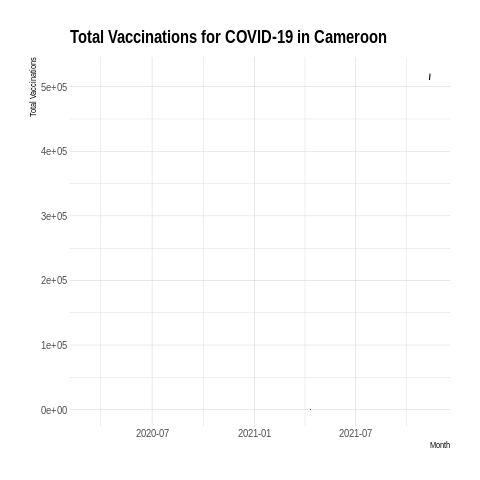 Total Vaccinations for COVID-19 in Cameroon
Total Vaccinations
5e+05
4e+05
3e+05
2e+05
1e+05
0e+00
2020-07 2021-01 2021-07
Month